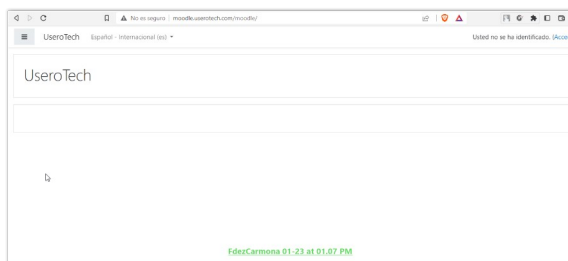 No es seguro | moodle.userotech.com/moodle/
UseroTech Español - Internacional (es)
Usted no se ha identificado. (Acce
UseroTech
FdezCarmona 01-23 at 01.07 PM